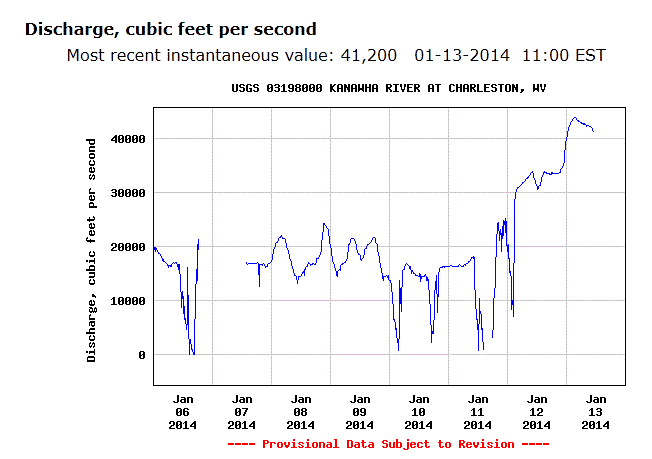 Discharge, cubic feet per second
Most recent instantaneous value: 41,200 01-13-2014 11:00 EST
USGS 03198000 KANAWHA RIVER AT CHARLESTON, WV
Discharge, cubic feet per second
40000
30000
20000
10000
0
Jan Jan Jan Jan Jan Jan Jan Jan
06 07 08 09 10 11 12 13
2014 2014 2014 2014 2014 2014 2014 2014
---- Provisional Data Subject to Revision ----